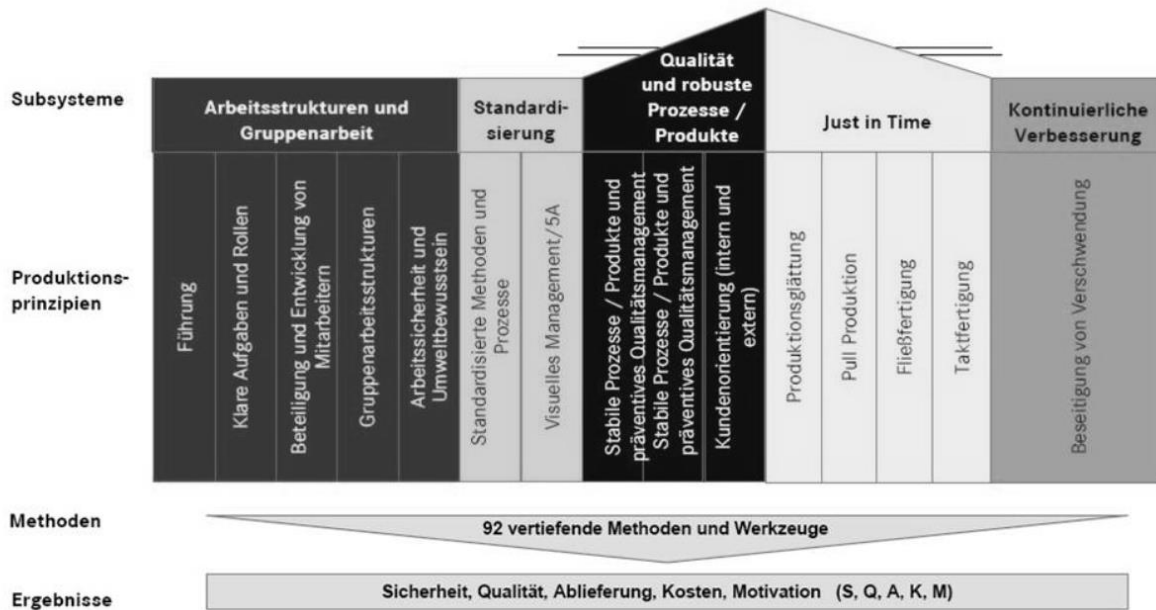 Subsysteme
Arbeitsstrukturen und
Gruppenarbeit
Standardi-
sierung
Qualität
und robuste
Prozesse /
Produkte
Just in Time
Kontinuierliche
Verbesserung
Produktions-
prinzipien
Führung
Klare Aufgaben und Rollen
Beteiligung und Entwicklung von
Mitarbeitern
Gruppenarbeitsstrukturen
Arbeitssicherheit und
Umweltbewusstsein
Standardisierte Methoden und
Prozesse
Visuelles Management/5A
Stabile Prozesse / Produkte und
präventives Qualitätsmanagement
Stabile Prozesse / Produkte und
präventives Qualitätsmanagement
Kundenorientierung (intern und
extern)
Produktionsglättung
Pull Produktion
Fließfertigung
Taktfertigung
Beseitigung von Verschwendung
Methoden
92 vertiefende Methoden und Werkzeuge
Ergebnisse
Sicherheit, Qualität, Ablieferung, Kosten, Motivation (S, Q, A, K, M)